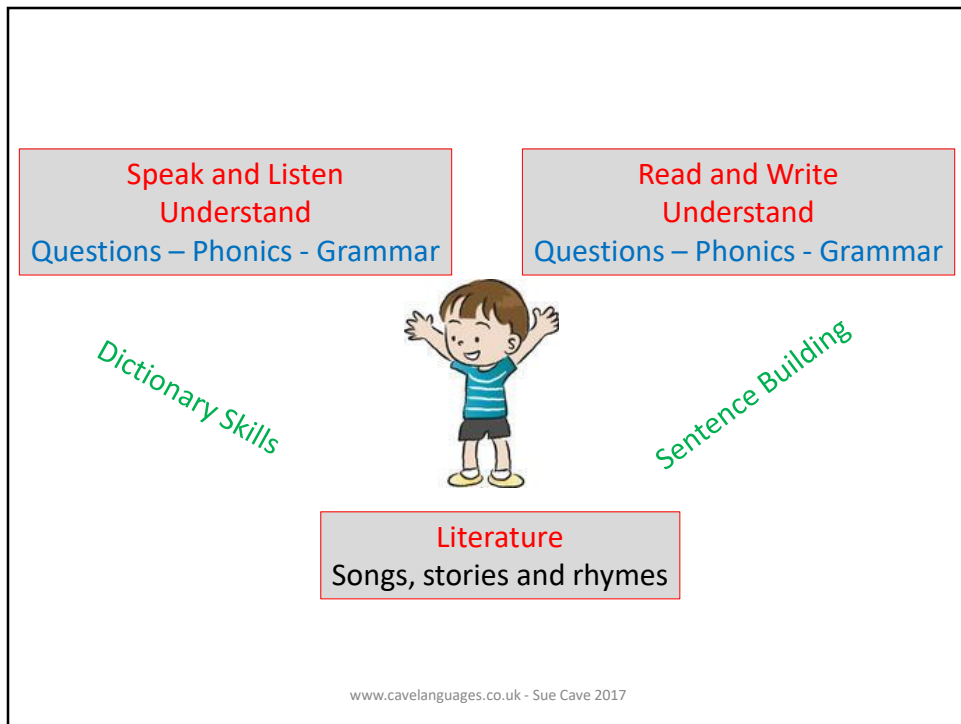 Speak and Listen
Understand
Questions – Phonics - Grammar
Read and Write
Understand
Questions – Phonics - Grammar
Dictionary Skills
Sentence Building
Literature
Songs, stories and rhymes
www.cavelanguages.co.uk - Sue Cave 2017